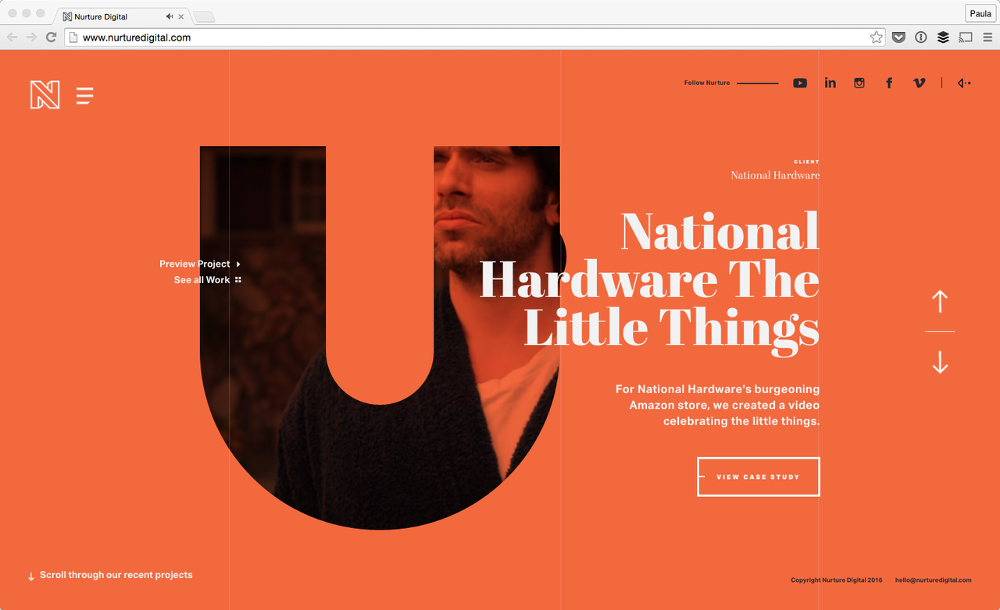 Nurture Digital
Paula
www.nurturedigital.com
N
Follow Nurture
CLIENT
National Hardware
National
Hardware The
Little Things
Preview Project
See all Work
For National Hardware's burgeoning
Amazon store, we created a video
celebrating the little things.
VIEW CASE STUDY
Scroll through our recent projects
Copyright Nurture Digital 2016 hello@nurturedigital.com